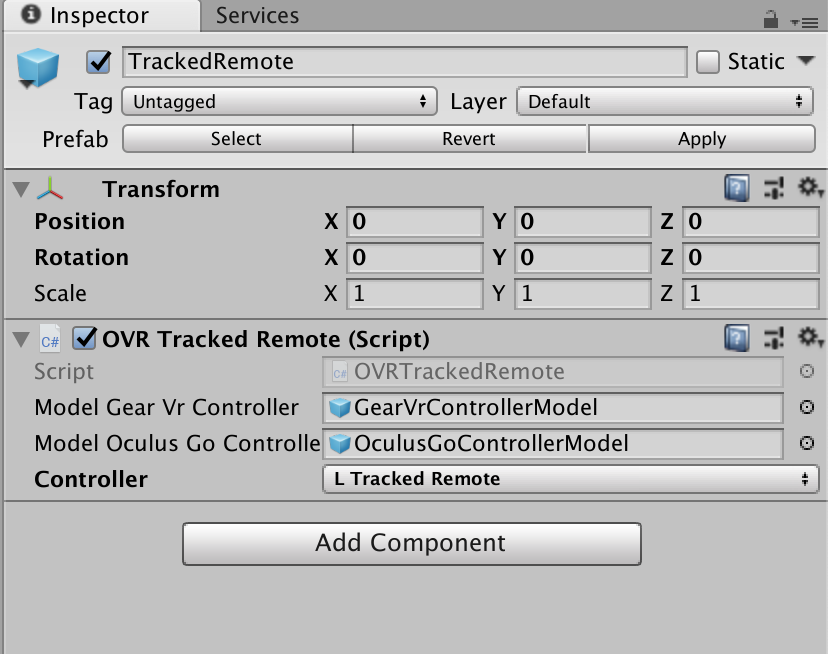 Inspector Services
TrackedRemote Static
Tag Untagged Layer Default
Prefab Select Revert Apply
Transform
Position X 0 Y 0 Z 0
Rotation X 0 Y 0 Z 0
Scale X 1 Y 1 Z 1
C# OVR Tracked Remote (Script)
Script C# OVRTrackedRemote
Model Gear Vr Controller GearVrControllerModel
Model Oculus Go Controlle OculusGoControllerModel
Controller L Tracked Remote
Add Component